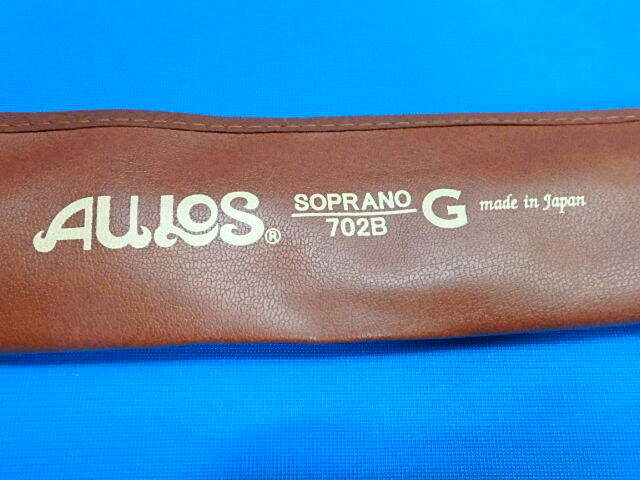 AULOS®
SOPRANO
702B
G
made in Japan